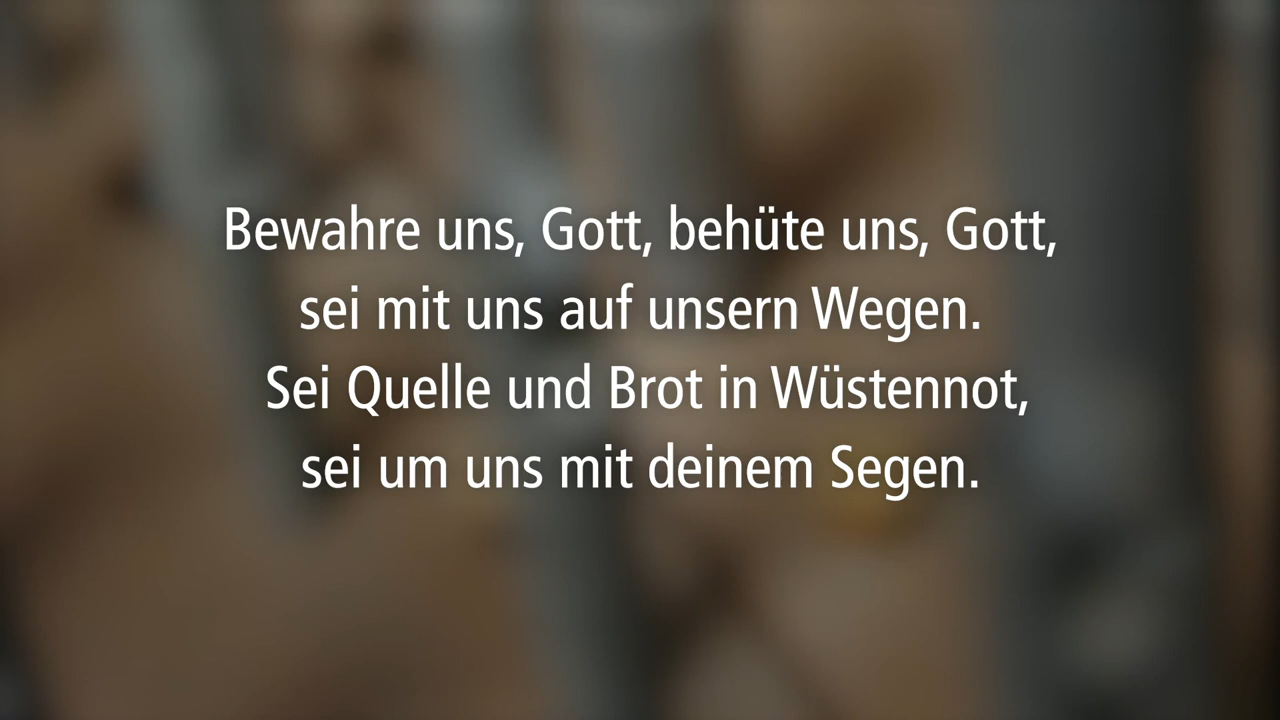 Bewahre uns, Gott, behüte uns, Gott,
sei mit uns auf unsern Wegen.
Sei Quelle und Brot in Wüstennot,
sei um uns mit deinem Segen.